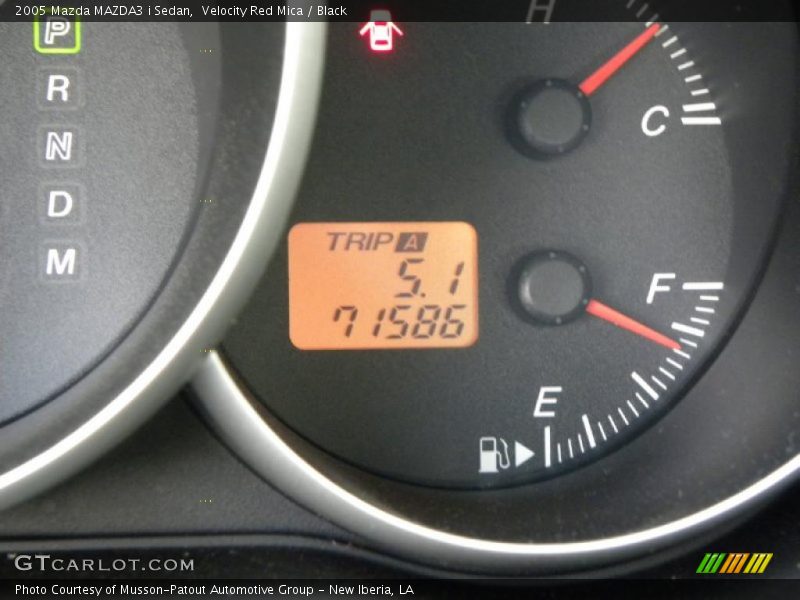 2005 Mazda MAZDA3 i Sedan,  Velocity Red Mica / Black
P
R
N
D
M
H
C
TRIP A
5.1
71586
F
E
GTCARLOT.COM
Photo Courtesy of Musson-Patout Automotive Group - New Iberia, LA